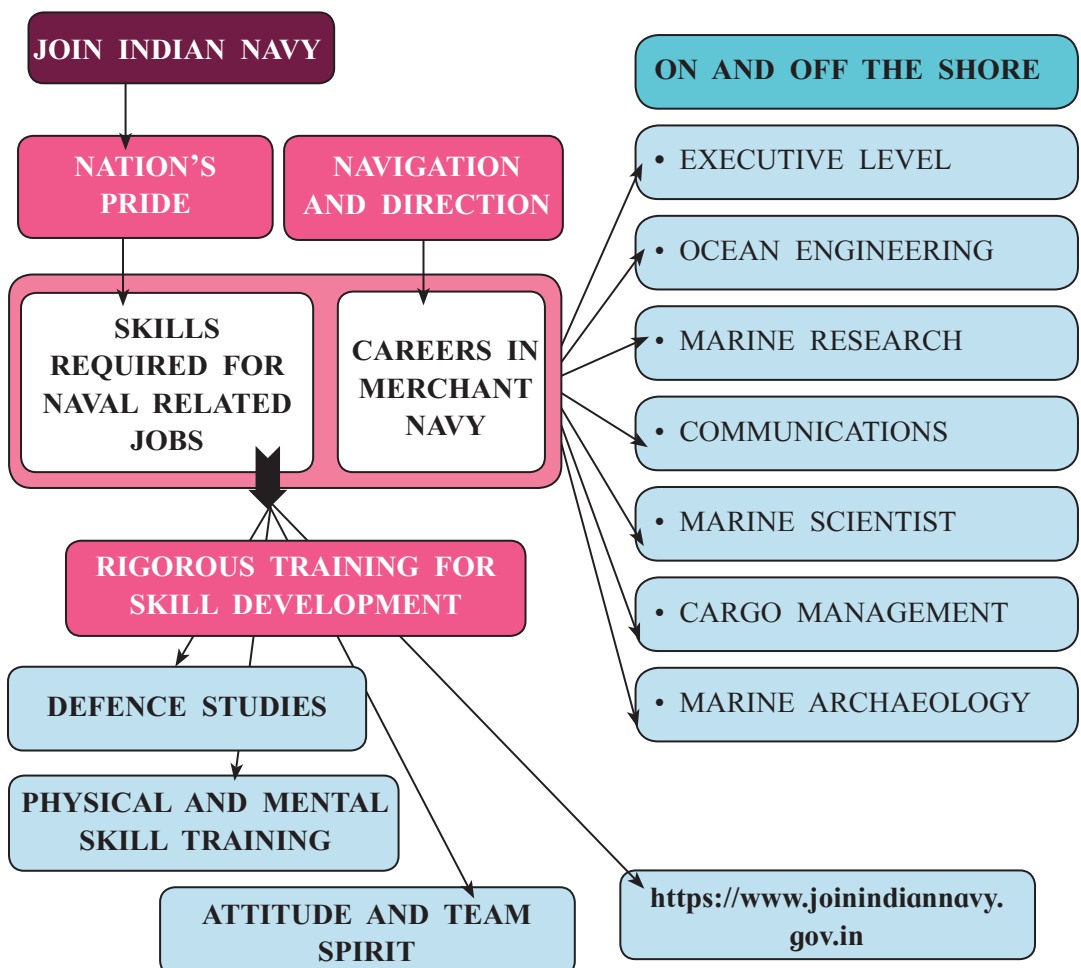 JOIN INDIAN NAVY
NATION’S
PRIDE
NAVIGATION
AND DIRECTION
SKILLS
REQUIRED FOR
NAVAL RELATED
JOBS
CAREERS IN
MERCHANT
NAVY
RIGOROUS TRAINING FOR
SKILL DEVELOPMENT
DEFENCE STUDIES
PHYSICAL AND MENTAL
SKILL TRAINING
ATTITUDE AND TEAM
SPIRIT
https://www.joinindiannavy.
gov.in
ON AND OFF THE SHORE
• EXECUTIVE LEVEL
• OCEAN ENGINEERING
• MARINE RESEARCH
• COMMUNICATIONS
• MARINE SCIENTIST
• CARGO MANAGEMENT
• MARINE ARCHAEOLOGY